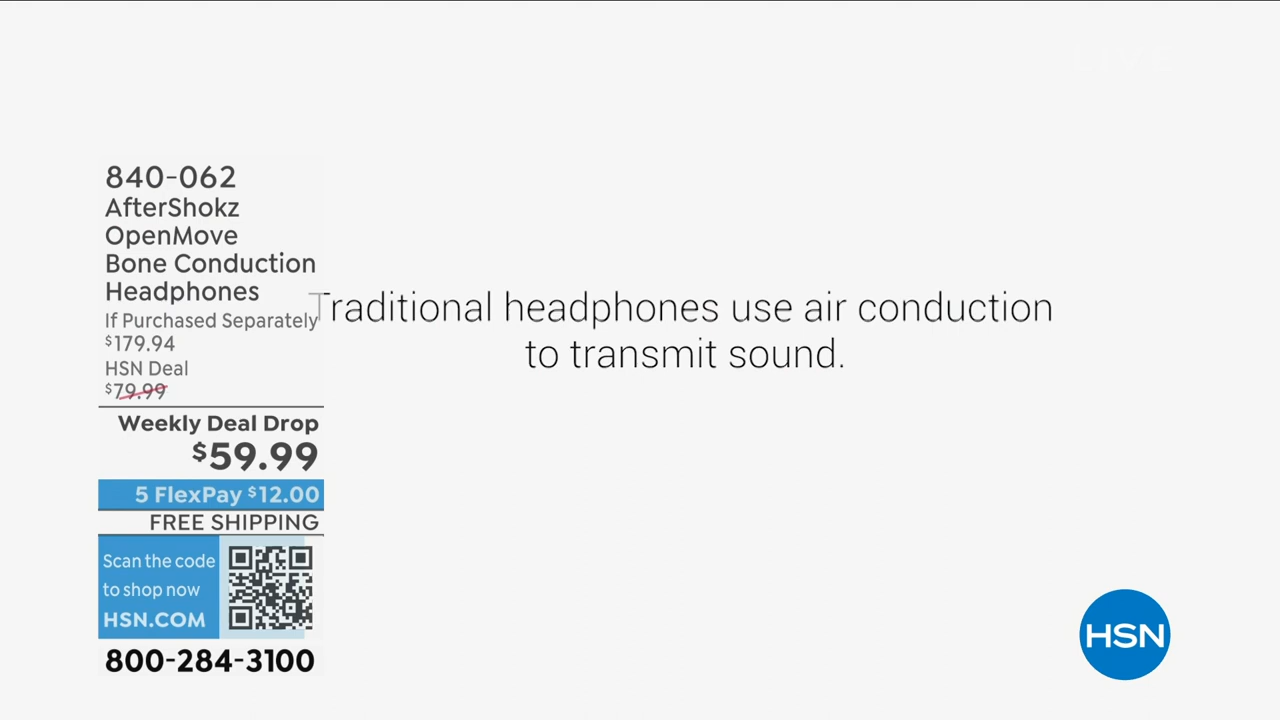 840-062
AfterShokz
OpenMove
Bone Conduction
Headphones
If Purchased Separately
$179.94
HSN Deal
$79.99
Weekly Deal Drop
$59.99
5 FlexPay $12.00
FREE SHIPPING
Scan the code
to shop now
HSN.COM
800-284-3100
Traditional headphones use air conduction
to transmit sound.
HSN